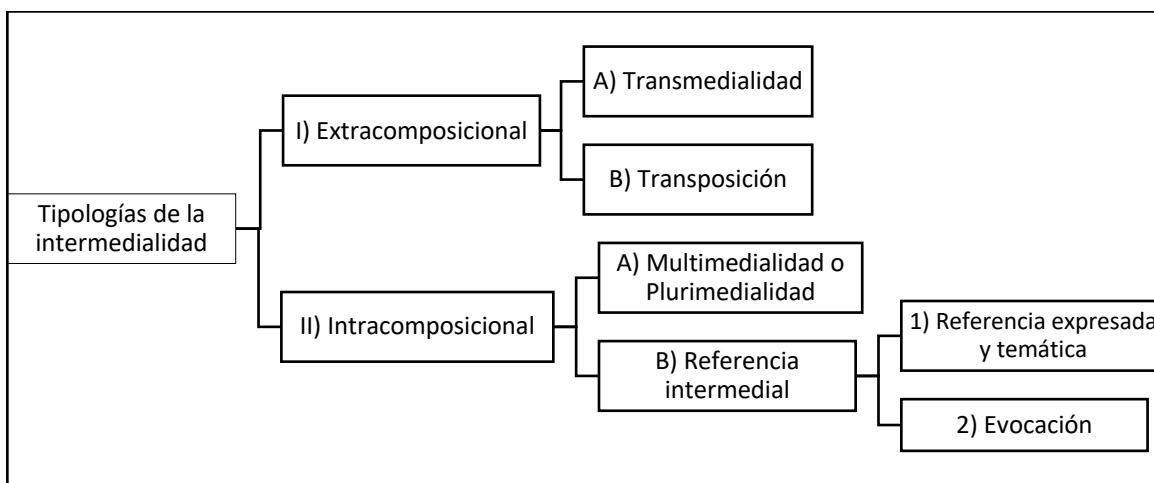 Tipologías de la
intermedialidad
I) Extracomposicional
A) Transmedialidad
B) Transposición
II) Intracomposicional
A) Multimedialidad o
Plurimedialidad
B) Referencia
intermedial
1) Referencia expresada
y temática
2) Evocación